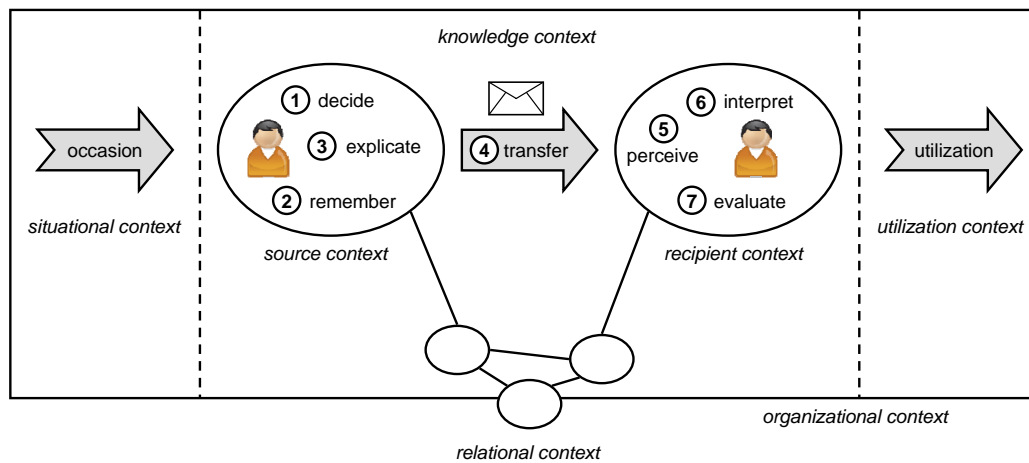 knowledge context
1 decide
6 interpret
5
occasion
3 explicate
4 transfer
perceive
utilization
2 remember
7 evaluate
situational context
source context
recipient context
utilization context
organizational context
relational context